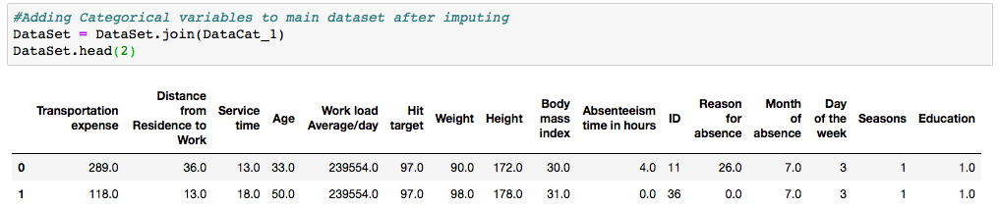 #Adding Categorical variables to main dataset after imputing
DataSet = DataSet.join(DataCat_1)
DataSet.head(2)
Transportation expense Distance from Residence to Work Service time Age Work load Average/day Hit target Weight Height Body mass index Absenteeism time in hours ID Reason for absence Month of absence Day of the week Seasons Education
0 289.0 36.0 13.0 33.0 239554.0 97.0 90.0 172.0 30.0 4.0 11 26.0 7.0 3 1 1.0
1 118.0 13.0 18.0 50.0 239554.0 97.0 98.0 178.0 31.0 0.0 36 0.0 7.0 3 1 1.0